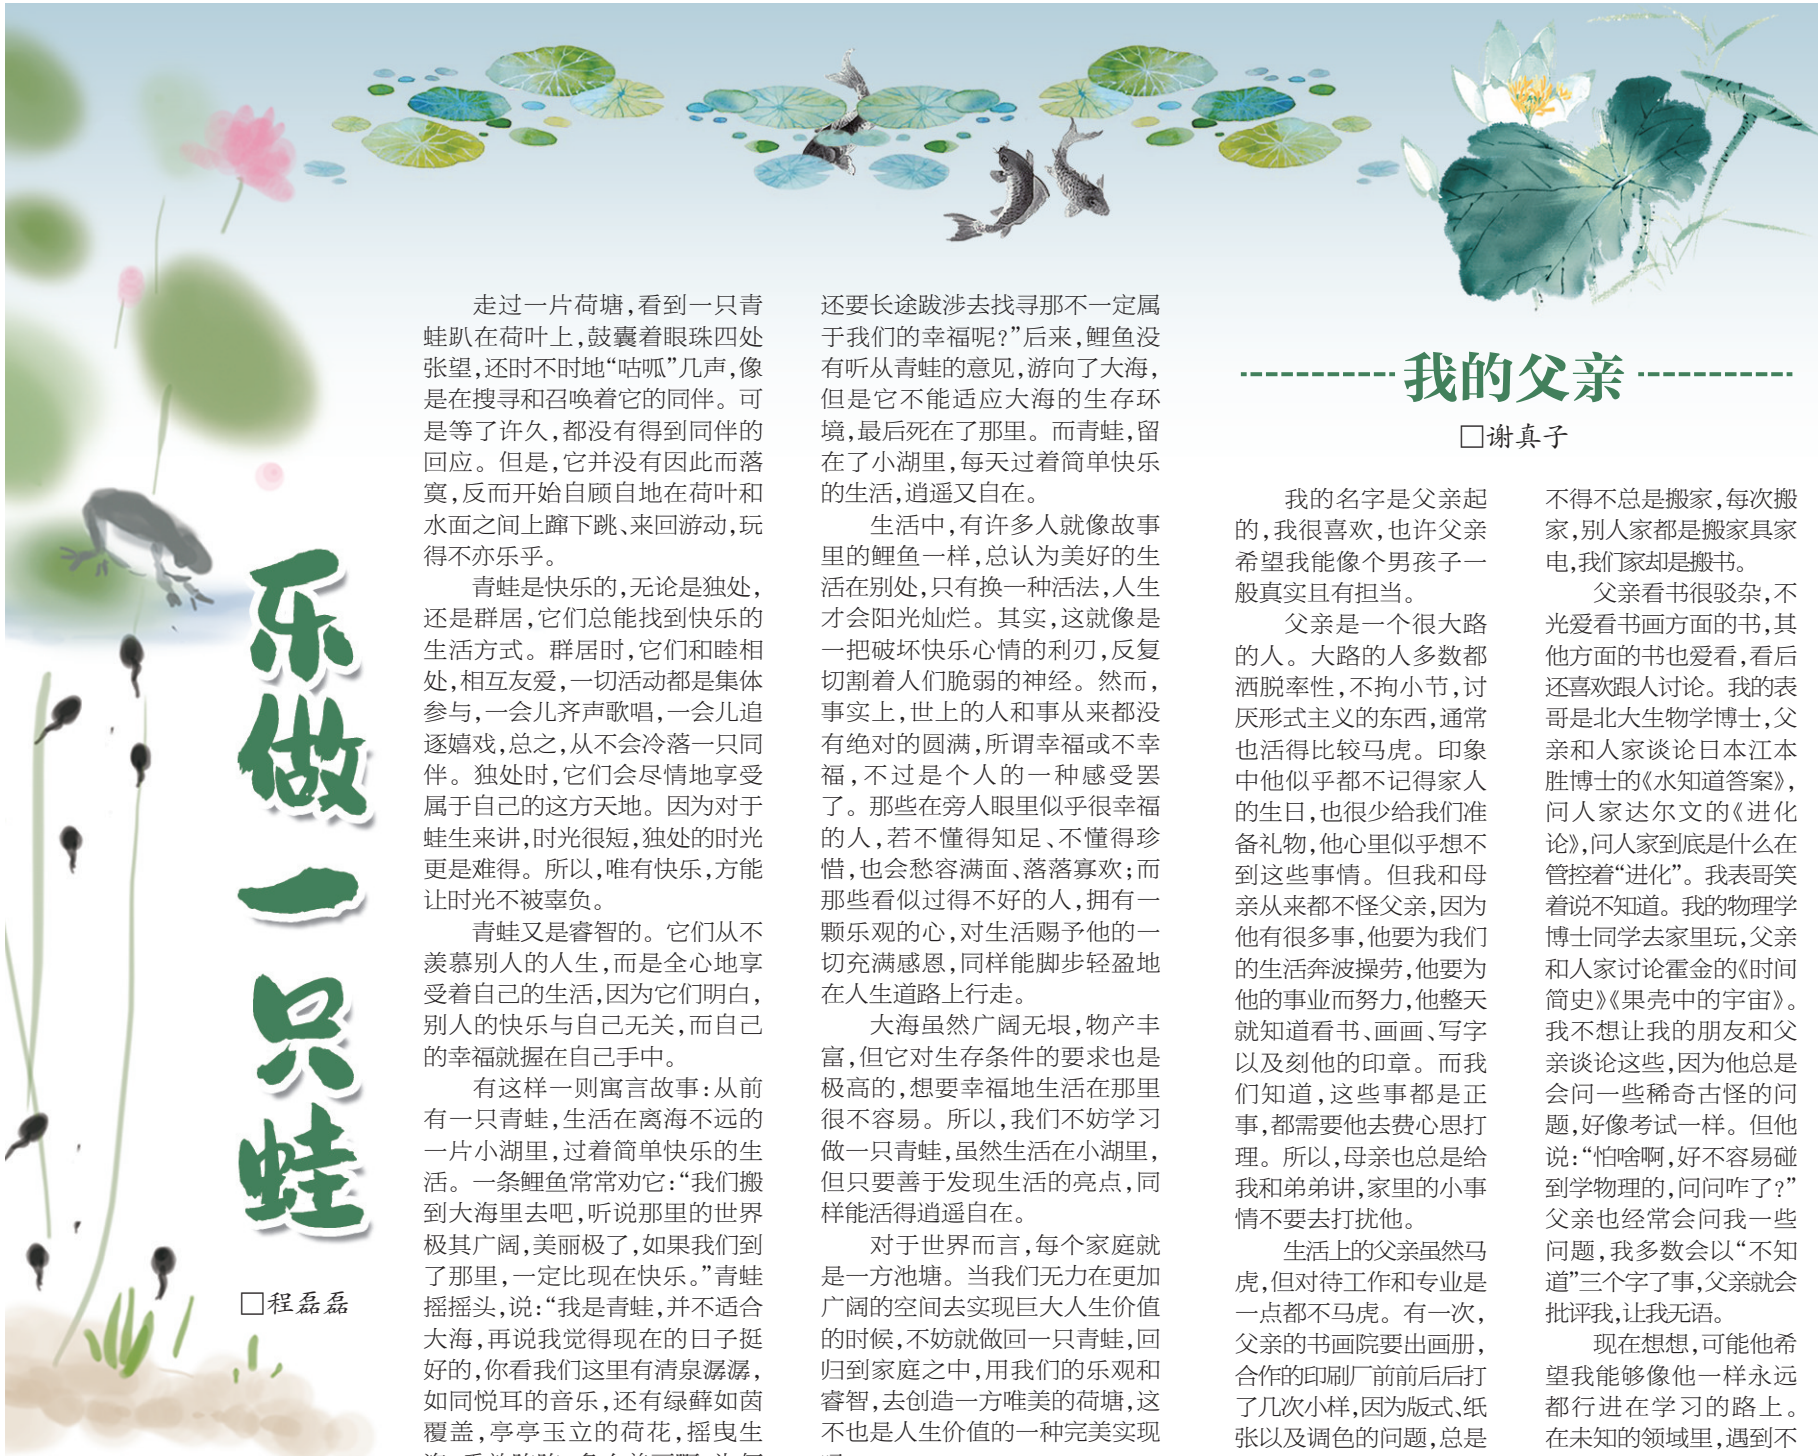 乐做一只蛙
□程磊磊
走过一片荷塘,看到一只青
蛙趴在荷叶上,鼓囊着眼珠四处
张望,还时不时地“咕呱”几声,像
是在搜寻和召唤着它的同伴。可
是等了许久,都没有得到同伴的
回应。但是,它并没有因此而落
寞,反而开始自顾自地在荷叶和
水面之间上蹿下跳、来回游动,玩
得不亦乐乎。
青蛙是快乐的,无论是独处,
还是群居,它们总能找到快乐的
生活方式。群居时,它们和睦相
处,相互友爱,一切活动都是集体
参与,一会儿齐声歌唱,一会儿追
逐嬉戏,总之,从不会冷落一只同
伴。独处时,它们会尽情地享受
属于自己的这方天地。因为对于
蛙生来讲,时光很短,独处的时光
更是难得。所以,唯有快乐,方能
让时光不被辜负。
青蛙又是睿智的。它们从不
羡慕别人的人生,而是全心地享
受着自己的生活,因为它们明白,
别人的快乐与自己无关,而自己
的幸福就握在自己手中。
有这样一则寓言故事:从前
有一只青蛙,生活在离海不远的
一片小湖里,过着简单快乐的生
活。一条鲤鱼常常劝它:“我们搬
到大海里去吧,听说那里的世界
极其广阔,美丽极了,如果我们到
了那里,一定比现在快乐。”青蛙
摇摇头,说:“我是青蛙,并不适合
大海,再说我觉得现在的日子挺
好的,你看我们这里有清泉潺潺,
如同悦耳的音乐,还有绿藓如茵
覆盖,亭亭玉立的荷花,摇曳生
还要长途跋涉去找寻那不一定属
于我们的幸福呢?”后来,鲤鱼没
有听从青蛙的意见,游向了大海,
但是它不能适应大海的生存环
境,最后死在了那里。而青蛙,留
在了小湖里,每天过着简单快乐
的生活,逍遥又自在。
生活中,有许多人就像故事
里的鲤鱼一样,总认为美好的生
活在别处,只有换一种活法,人生
才会阳光灿烂。其实,这就像是
一把破坏快乐心情的利刃,反复
切割着人们脆弱的神经。然而,
事实上,世上的人和事从来都没
有绝对的圆满,所谓幸福或不幸
福,不过是个人的一种感受罢
了。那些在旁人眼里似乎很幸福
的人,若不懂得知足、不懂得珍
惜,也会愁容满面、落落寡欢;而
那些看似过得不好的人,拥有一
颗乐观的心,对生活赐予他的一
切充满感恩,同样能脚步轻盈地
在人生道路上行走。
大海虽然广阔无垠,物产丰
富,但它对生存条件的要求也是
极高的,想要幸福地生活在那里
很不容易。所以,我们不妨学习
做一只青蛙,虽然生活在小湖里,
但只要善于发现生活的亮点,同
样能活得逍遥自在。
对于世界而言,每个家庭就
是一方池塘。当我们无力在更加
广阔的空间去实现巨大人生价值
的时候,不妨就做回一只青蛙,回
归到家庭之中,用我们的乐观和
睿智,去创造一方唯美的荷塘,这
不也是人生价值的一种完美实现
我的父亲
□谢真子
我的名字是父亲起
的,我很喜欢,也许父亲
希望我能像个男孩子一
般真实且有担当。
父亲是一个很大路
的人。大路的人多数都
洒脱率性,不拘小节,讨
厌形式主义的东西,通常
也活得比较马虎。印象
中他似乎都不记得家人
的生日,也很少给我们准
备礼物,他心里似乎想不
到这些事情。但我和母
亲从来都不怪父亲,因为
他有很多事,他要为我们
的生活奔波操劳,他要为
他的事业而努力,他整天
就知道看书、画画、写字
以及刻他的印章。而我
们知道,这些事都是正
事,都需要他去费心思打
理。所以,母亲也总是给
我和弟弟讲,家里的小事
情不要去打扰他。
生活上的父亲虽然马
虎,但对待工作和专业是
一点都不马虎。有一次,
父亲的书画院要出画册,
合作的印刷厂前前后后打
了几次小样,因为版式、纸
张以及调色的问题,总是
不得不总是搬家,每次搬
家,别人家都是搬家具家
电,我们家却是搬书。
父亲看书很驳杂,不
光爱看书画方面的书,其
他方面的书也爱看,看后
还喜欢跟人讨论。我的表
哥是北大生物学博士,父
亲和人家谈论日本江本
胜博士的《水知道答案》,
问人家达尔文的《进化
论》,问人家到底是什么在
管控着“进化”。我表哥笑
着说不知道。我的物理学
博士同学去家里玩,父亲
和人家讨论霍金的《时间
简史》《果壳中的宇宙》。
我不想让我的朋友和父
亲谈论这些,因为他总是
会问一些稀奇古怪的问
题,好像考试一样。但他
说:“怕啥啊,好不容易碰
到学物理的,问问咋了?”
父亲也经常会问我一些
问题,我多数会以“不知
道”三个字了事,父亲就会
批评我,让我无语。
现在想想,可能他希
望我能够像他一样永远
都行进在学习的路上。
在未知的领域里,遇到不